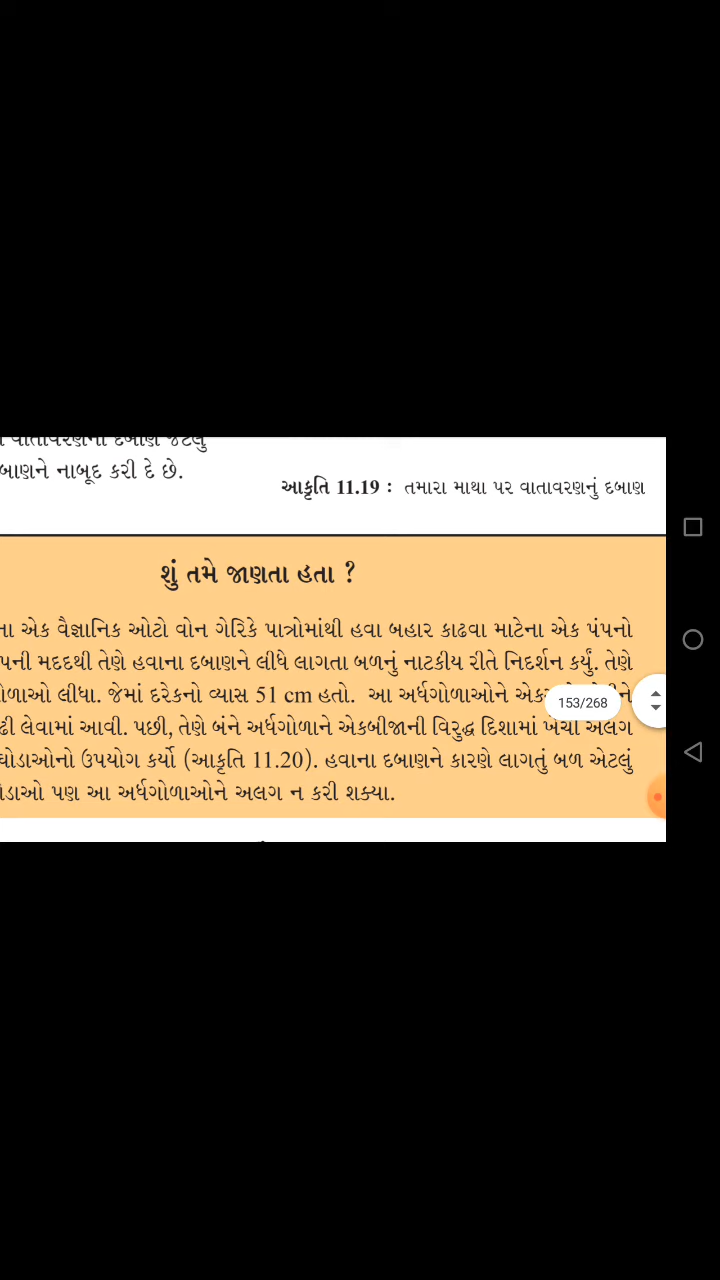 વાતાવરણના દબાણ જેટલું
બાણને નાબૂદ કરી દે છે.
આકૃતિ 11.19 : તમારા માથા પર વાતાવરણનું દબાણ
શું તમે જાણતા હતા ?
ના એક વૈજ્ઞાનિક ઓટો વોન ગેરિકે પાત્રોમાંથી હવા બહાર કાઢવા માટેના એક પંપનો
પની મદદથી તેણે હવાના દબાણને લીધે લાગતા બળનું નાટકીય રીતે નિદર્શન કર્યું. તેણે
ોળાઓ લીધા. જેમાં દરેકનો વ્યાસ 51 cm હતો. આ અર્ધગોળાઓને
153/268
ઢી લેવામાં આવી. પછી, તેણે બંને અર્ધગોળાને એકબીજાની વિરુદ્ધ દિશામાં ખેંચી અલગ
ઘોડાઓનો ઉપયોગ કર્યો (આકૃતિ 11.20). હવાના દબાણને કારણે લાગતું બળ એટલું
ોડાઓ પણ આ અર્ધગોળાઓને અલગ ન કરી શક્યા.